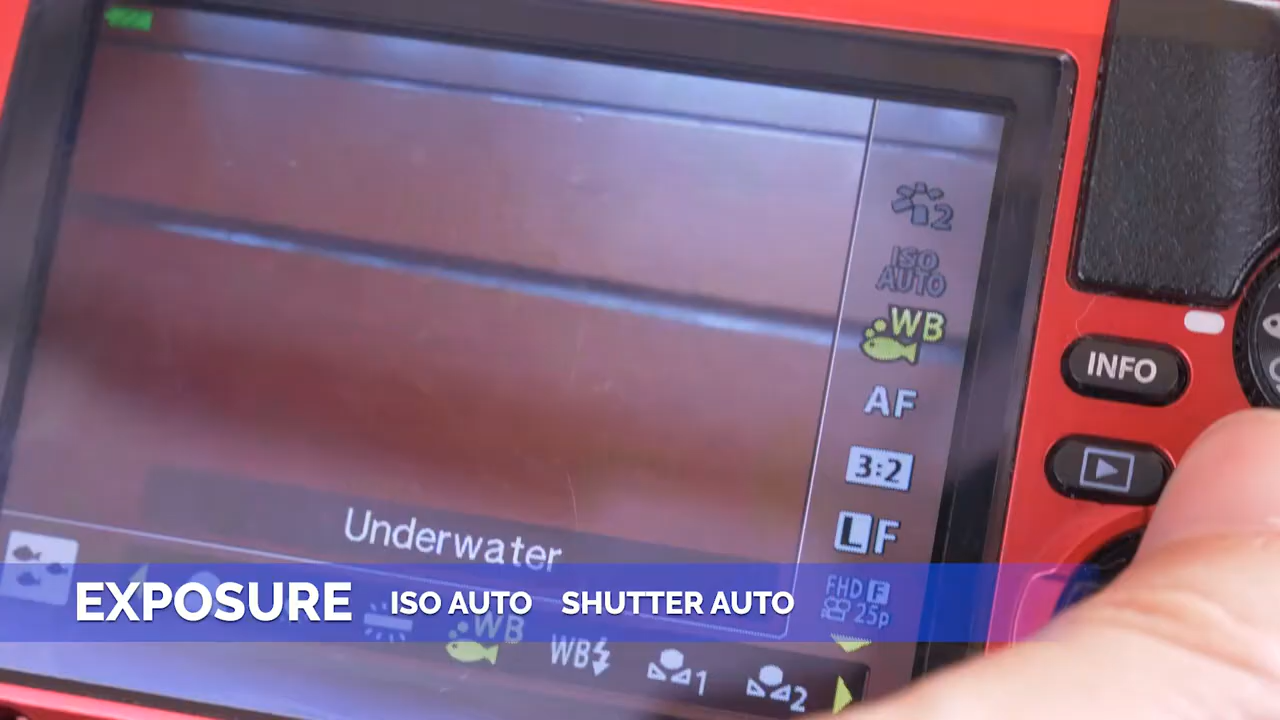 2
ISO
AUTO
WB
AF
3:2
L F
FHD F
25p
INFO
Underwater
EXPOSURE ISO AUTO SHUTTER AUTO
WB
WB
1
2